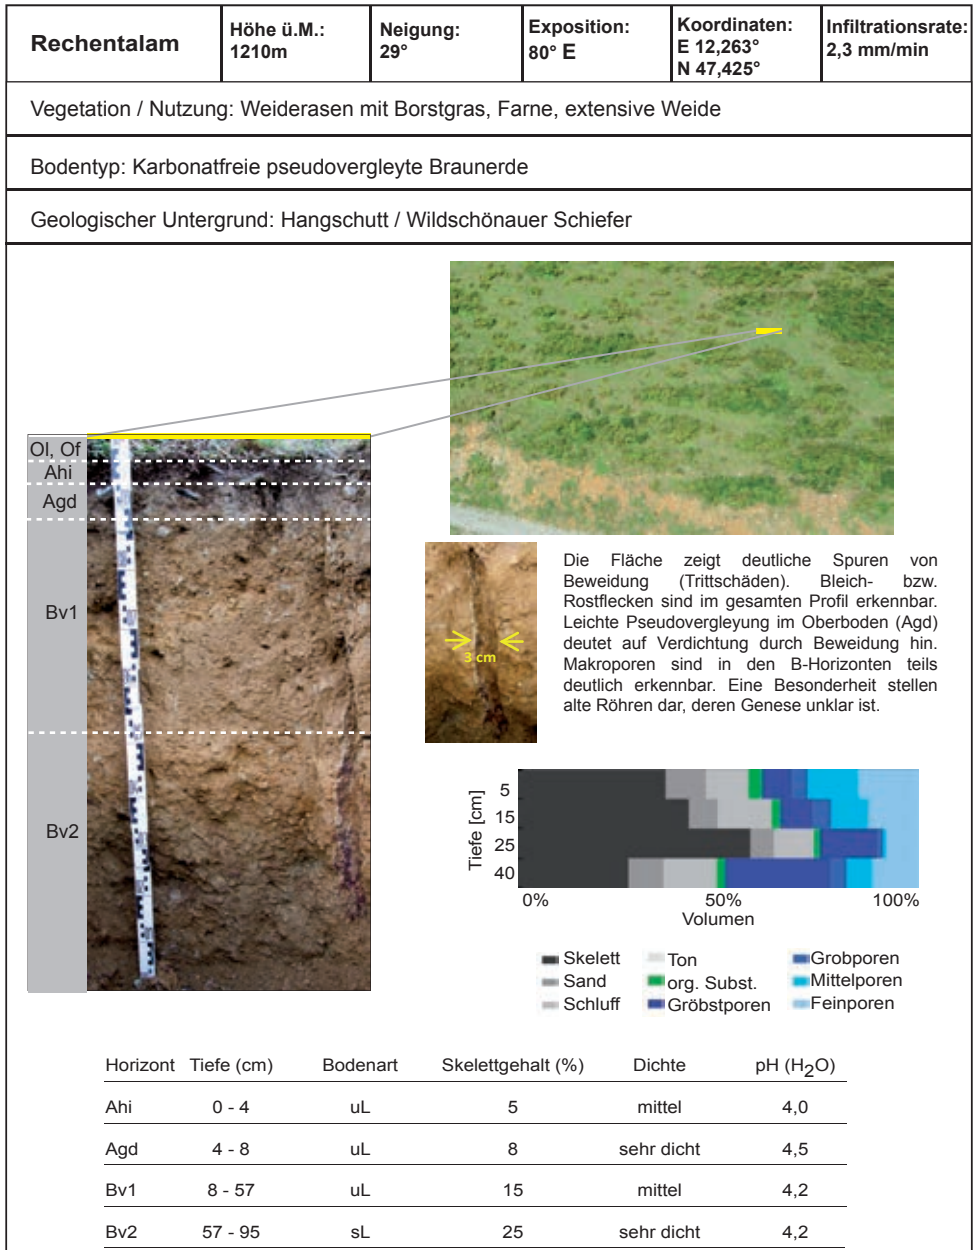 Rechentalam
Höhe ü.M.:
1210m
Neigung:
29°
Exposition:
80° E
Koordinaten:
E 12,263°
N 47,425°
Infiltrationsrate:
2,3 mm/min
Vegetation / Nutzung: Weiderasen mit Borstgras, Farne, extensive Weide
Bodentyp: Karbonatfreie pseudovergleyte Braunerde
Geologischer Untergrund: Hangschutt / Wildschönauer Schiefer
Ol, Of
Ahi
Agd
Bv1
Bv2
3 cm
Die Fläche zeigt deutliche Spuren von
Beweidung (Trittschäden). Bleich- bzw.
Rostflecken sind im gesamten Profil erkennbar.
Leichte Pseudovergleyung im Oberboden (Agd)
deutet auf Verdichtung durch Beweidung hin.
Makroporen sind in den B-Horizonten teils
deutlich erkennbar. Eine Besonderheit stellen
alte Röhren dar, deren Genese unklar ist.
Tiefe [cm]
5
15
25
40
0% 50% 100%
Volumen
Skelett Ton Grobporen
Sand org. Subst. Mittelporen
Schluff Gröbstporen Feinporen
Horizont Tiefe (cm) Bodenart Skelettgehalt (%) Dichte pH (H2O)
Ahi 0 - 4 uL 5 mittel 4,0
Agd 4 - 8 uL 8 sehr dicht 4,5
Bv1 8 - 57 uL 15 mittel 4,2
Bv2 57 - 95 sL 25 sehr dicht 4,2